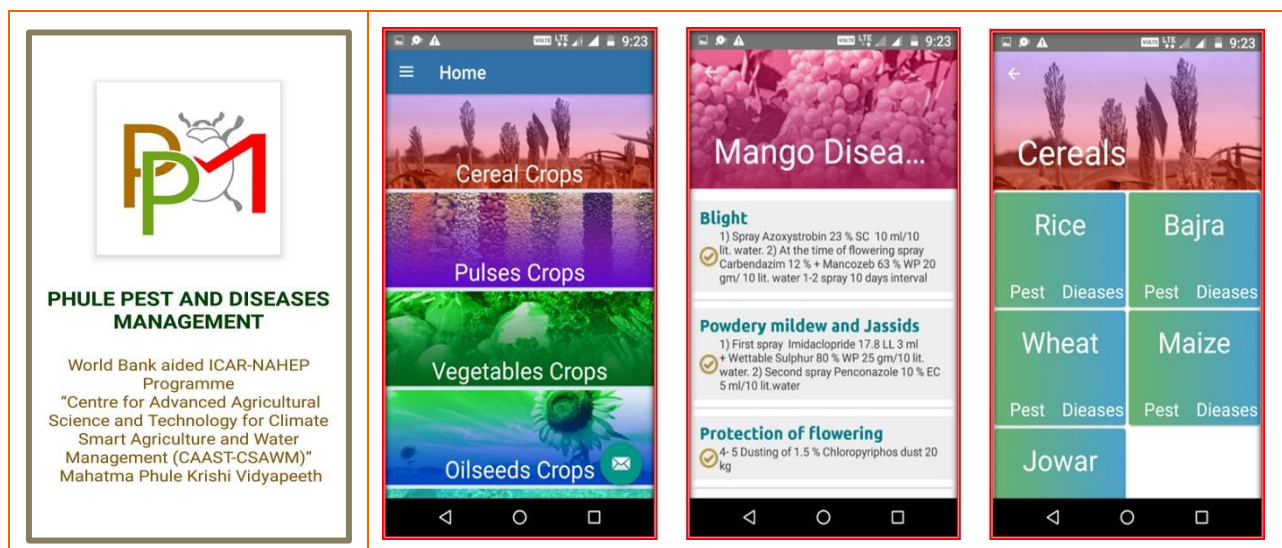 PPM
PHULE PEST AND DISEASES
MANAGEMENT
World Bank aided ICAR-NAHEP
Programme
“Centre for Advanced Agricultural
Science and Technology for Climate
Smart Agriculture and Water
Management (CAAST-CSAWM)”
Mahatma Phule Krishi Vidyapeeth
VOLTE LTE 9:23
Home
Cereal Crops
Pulses Crops
Vegetables Crops
Oilseeds Crops
VOLTE LTE 9:23
Mango Disea...
Blight
1) Spray Azoxystrobin 23 % SC 10 ml/10
lit. water. 2) At the time of flowering spray
Carbendazim 12 % + Mancozeb 63 % WP 20
gm/ 10 lit. water 1-2 spray 10 days interval
Powdery mildew and Jassids
1) First spray Imidaclopride 17.8 LL 3 ml
+ Wettable Sulphur 80 % WP 25 gm/10 lit.
water. 2) Second spray Penconazole 10 % EC
5 ml/10 lit.water
Protection of flowering
4- 5 Dusting of 1.5 % Chloropyriphos dust 20
kg
VOLTE LTE 9:23
Cereals
Rice
Pest Dieases
Bajra
Pest Dieases
Wheat
Pest Dieases
Maize
Pest Dieases
Jowar